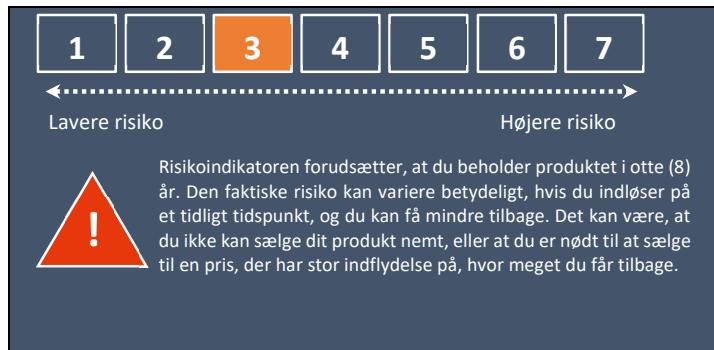 1 2 3 4 5 6 7
Lavere risiko Højere risiko
Risikoindikatoren forudsætter, at du beholder produktet i otte (8)
år. Den faktiske risiko kan variere betydeligt, hvis du indløser på
et tidligt tidspunkt, og du kan få mindre tilbage. Det kan være, at
du ikke kan sælge dit produkt nemt, eller at du er nødt til at sælge
til en pris, der har stor indflydelse på, hvor meget du får tilbage.
!